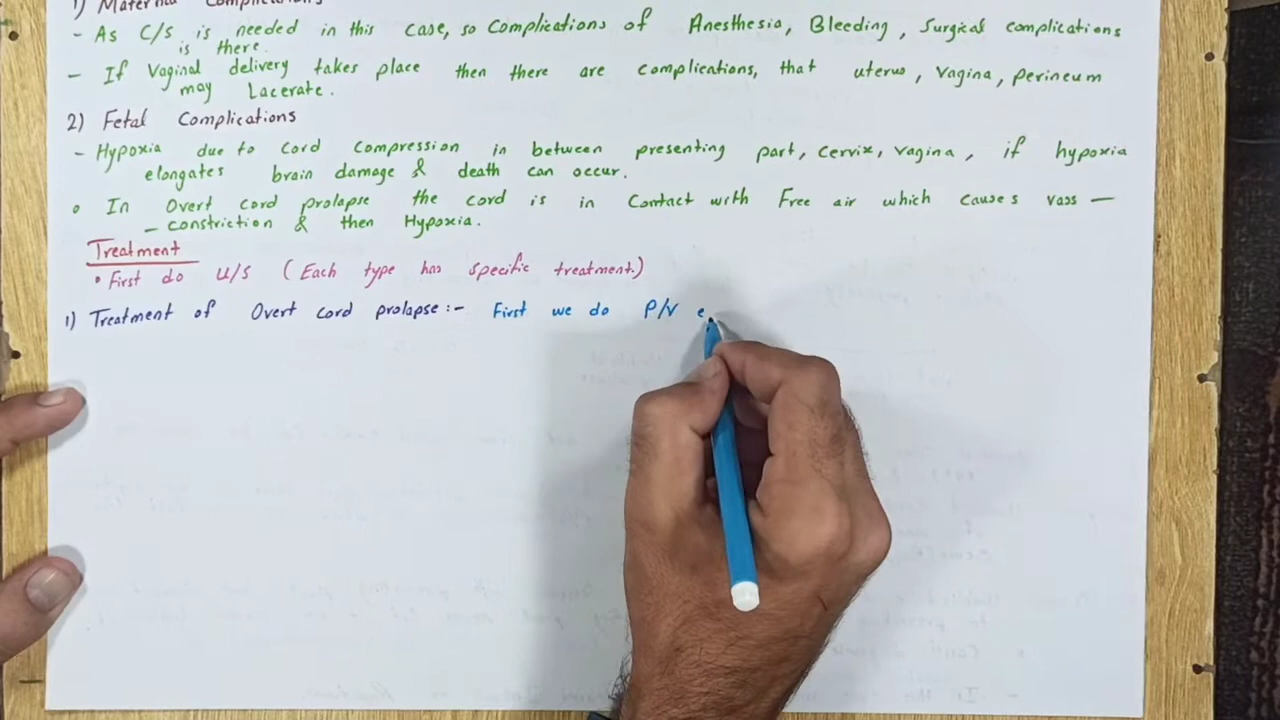 1) Maternal Complications
- As C/S is needed in this case, so Complications of Anesthesia, Bleeding, Surgical complications
is there.
- If Vaginal delivery takes place then there are complications, that uterus, Vagina, perineum
may Lacerate.
2) Fetal Complications
- Hypoxia due to Cord Compression in between presenting part, Cervix, Vagina, if hypoxia
elongates brain damage & death can occur.
• In Overt Cord prolapse the cord is in Contact with Free air which causes vaso -
- constriction & then Hypoxia.
Treatment
• First do U/S (Each type has specific treatment.)
1) Treatment of Overt cord prolapse :- First we do P/V e